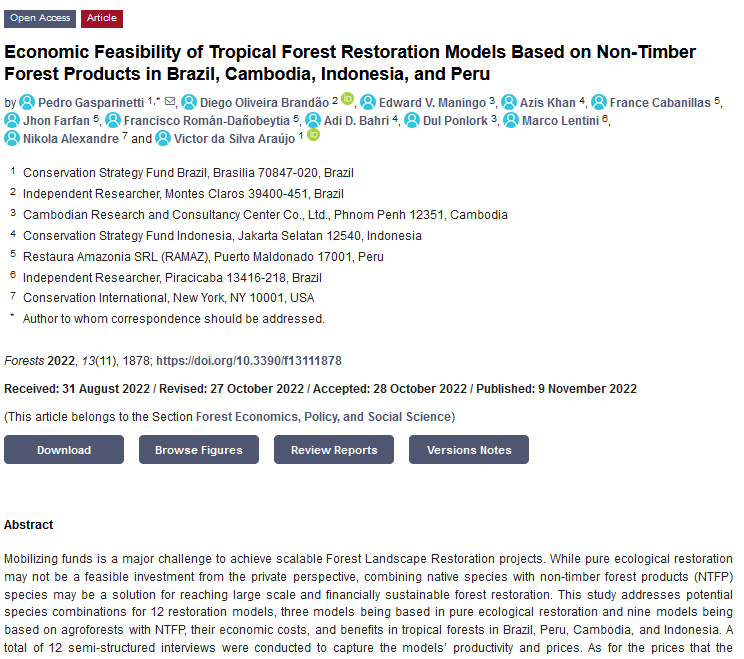 Open Access Article
Economic Feasibility of Tropical Forest Restoration Models Based on Non-Timber
Forest Products in Brazil, Cambodia, Indonesia, and Peru
by Pedro Gasparinetti 1,* , Diego Oliveira Brandão 2 , Edward V. Maningo 3, Azis Khan 4, France Cabanillas 5,
Jhon Farfan 5, Francisco Román-Dañobeytia 5, Adi D. Bahri 4, Dul Ponlork 3, Marco Lentini 6,
Nikola Alexandre 7 and Victor da Silva Araújo 1
1 Conservation Strategy Fund Brazil, Brasilia 70847-020, Brazil
2 Independent Researcher, Montes Claros 39400-451, Brazil
3 Cambodian Research and Consultancy Center Co., Ltd., Phnom Penh 12351, Cambodia
4 Conservation Strategy Fund Indonesia, Jakarta Selatan 12540, Indonesia
5 Restaura Amazonia SRL (RAMAZ), Puerto Maldonado 17001, Peru
6 Independent Researcher, Piracicaba 13416-218, Brazil
7 Conservation International, New York, NY 10001, USA
* Author to whom correspondence should be addressed.
Forests 2022, 13(11), 1878; https://doi.org/10.3390/f13111878
Received: 31 August 2022 / Revised: 27 October 2022 / Accepted: 28 October 2022 / Published: 9 November 2022
(This article belongs to the Section Forest Economics, Policy, and Social Science)
Download Browse Figures Review Reports Versions Notes
Abstract
Mobilizing funds is a major challenge to achieve scalable Forest Landscape Restoration projects. While pure ecological restoration
may not be a feasible investment from the private perspective, combining native species with non-timber forest products (NTFP)
species may be a solution for reaching large scale and financially sustainable forest restoration. This study addresses potential
species combinations for 12 restoration models, three models being based in pure ecological restoration and nine models being
based on agroforests with NTFP, their economic costs, and benefits in tropical forests in Brazil, Peru, Cambodia, and Indonesia. A
total of 12 semi-structured interviews were conducted to capture the models' productivity and prices. As for the prices that the